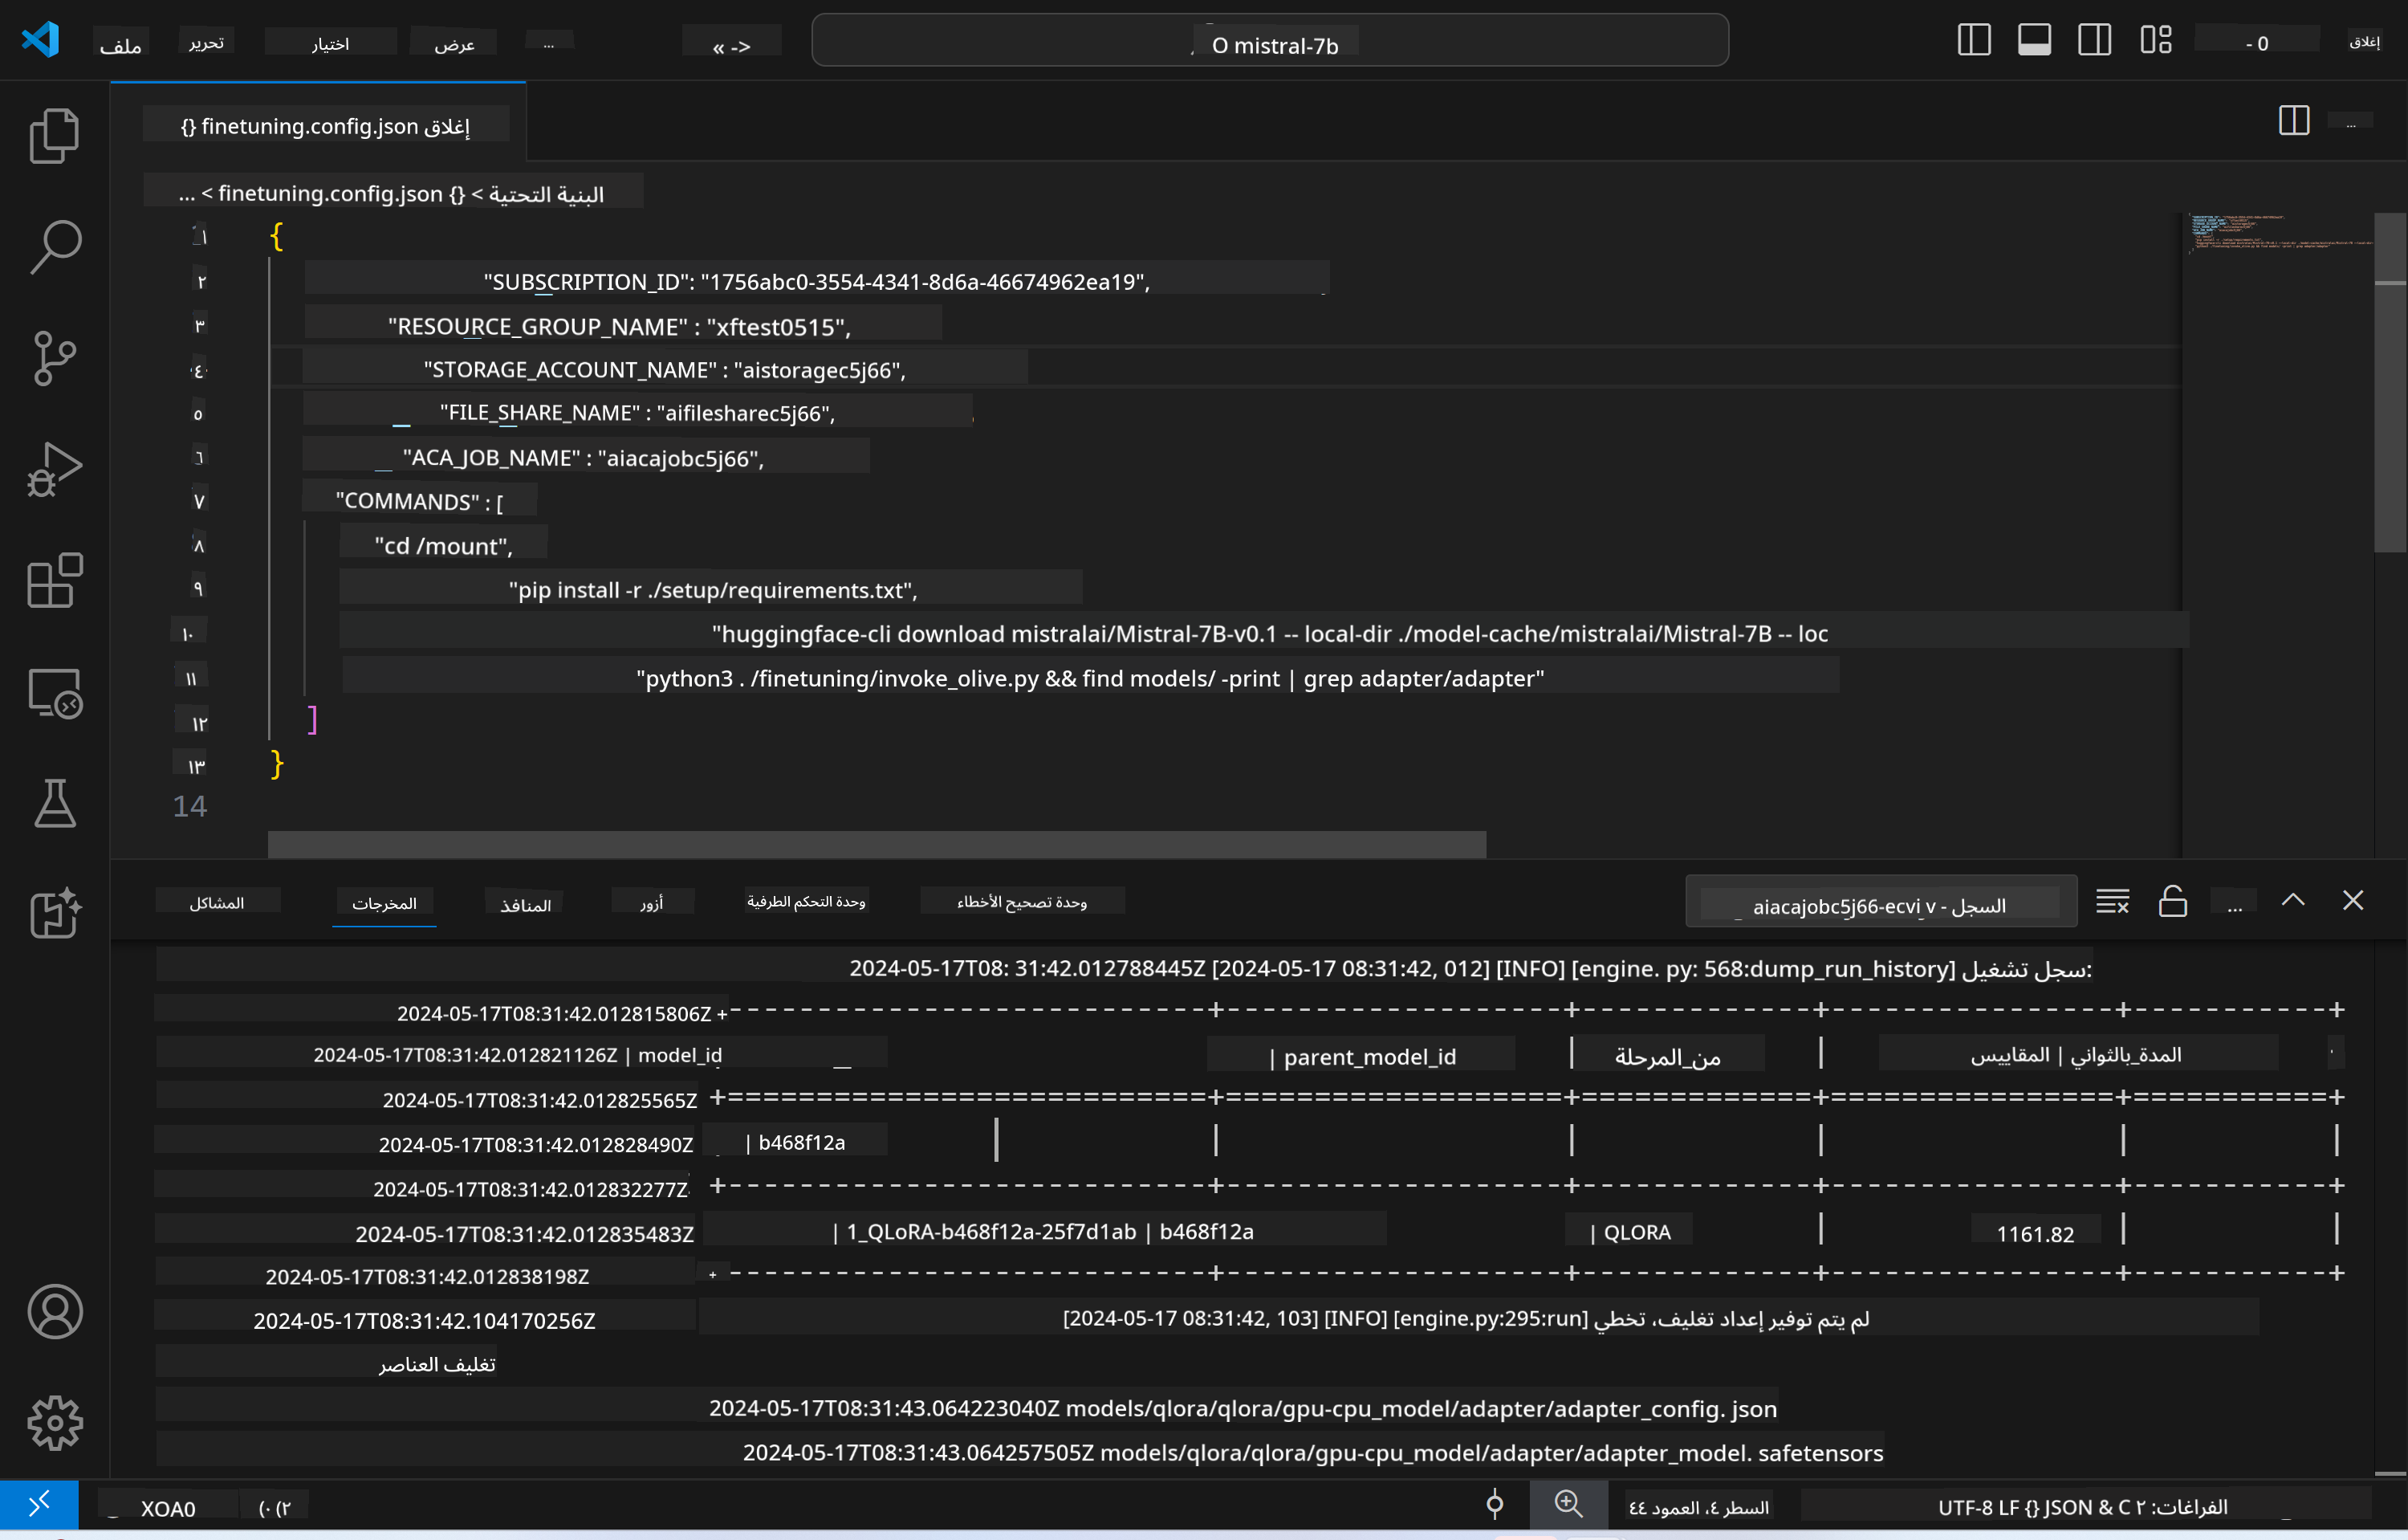 ملف تحرير اختيار عرض ... « -> O mistral-7b - 0 إغلاق
{} finetuning.config.json إغلاق ...
... < finetuning.config.json {} < البنية التحتية
١ {
٢ "SUBSCRIPTION_ID": "1756abc0-3554-4341-8d6a-46674962ea19",
٣ "RESOURCE_GROUP_NAME" : "xftest0515",
٤ "STORAGE_ACCOUNT_NAME" : "aistoragec5j66",
٥ "FILE_SHARE_NAME" : "aifilesharec5j66",
٦ "ACA_JOB_NAME" : "aiacajobc5j66",
٧ "COMMANDS" : [
٨ "cd /mount",
٩ "pip install -r ./setup/requirements.txt",
١٠ "huggingface-cli download mistralai/Mistral-7B-v0.1 -- local-dir ./model-cache/mistralai/Mistral-7B -- loc
١١ "python3 . /finetuning/invoke_olive.py && find models/ -print | grep adapter/adapter"
١٢ ]
١٣ }
14
المشاكل المخرجات المنافذ أزور وحدة التحكم الطرفية وحدة تصحيح الأخطاء السجل - aiacajobc5j66-ecvj v ...
2024-05-17T08: 31:42.012788445Z [2024-05-17 08:31:42, 012] [INFO] [engine. py: 568:dump_run_history] سجل تشغيل:
2024-05-17T08:31:42.012815806Z +---------------------------+--------------------+--------------+----------------+-----------+
2024-05-17T08:31:42.012821126Z | model_id | parent_model_id | من_المرحلة | المدة_بالثواني | المقاييس
2024-05-17T08:31:42.012825565Z +===========================+===================+=============+================+===========+
2024-05-17T08:31:42.012828490Z | b468f12a | | | | |
2024-05-17T08:31:42.012832277Z +---------------------------+-------------------+-------------+----------------+-----------+
2024-05-17T08:31:42.012835483Z | 1_QLoRA-b468f12a-25f7d1ab | b468f12a | QLORA | 1161.82 | |
2024-05-17T08:31:42.012838198Z +---------------------------+-------------------+-------------+----------------+-----------+
2024-05-17T08:31:42.104170256Z [2024-05-17 08:31:42, 103] [INFO] [engine.py:295:run] لم يتم توفير إعداد تغليف، تخطي
تغليف العناصر
2024-05-17T08:31:43.064223040Z models/qlora/qlora/gpu-cpu_model/adapter/adapter_config. json
2024-05-17T08:31:43.064257505Z models/qlora/qlora/gpu-cpu_model/adapter/adapter_model. safetensors
XOA0 السطر ٤، العمود ٤٤ الفراغات: ٢ UTF-8 LF {} JSON & C